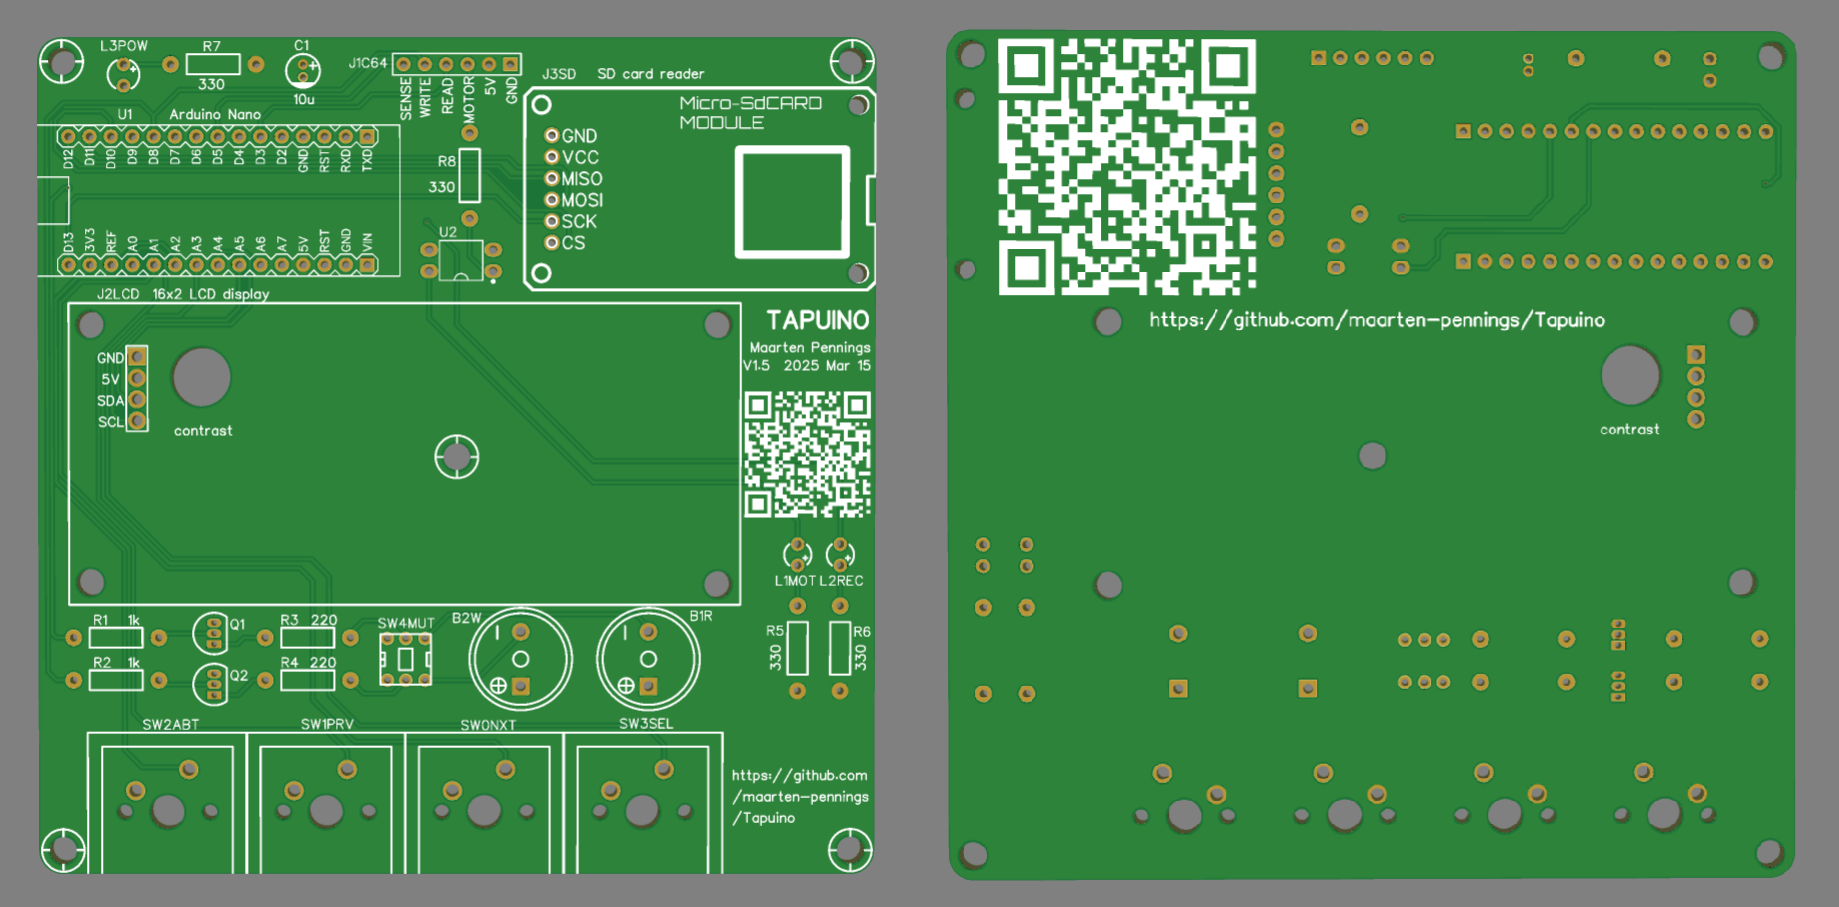 L3POW
R7
330
C1
10u
J1C64
SENSE
WRITE
READ
MOTOR
5V
GND
J3SD SD card reader
Micro-SdCARD
MODULE
GND
VCC
MISO
MOSI
SCK
CS
U1 Arduino Nano
D12
D11
D10
D9
D8
D7
D6
D5
D4
D3
D2
GND
RST
RXD
TXD
R8
330
U2
D13
3V3
REF
A0
A1
A2
A3
A4
A5
A6
A7
5V
RST
GND
VIN
J2LCD 16x2 LCD display
GND
5V
SDA
SCL
contrast
TAPUINO
Maarten Pennings
V1.5 2025 Mar 15
L1MOT L2REC
R5
330
R6
330
R1 1k
R2 1k
Q1
Q2
R3 220
R4 220
SW4MUT
B2W
B1R
SW2ABT
SW1PRV
SW0NXT
SW3SEL
https://github.com
/maarten-pennings
/Tapuino
https://github.com/maarten-pennings/Tapuino
contrast